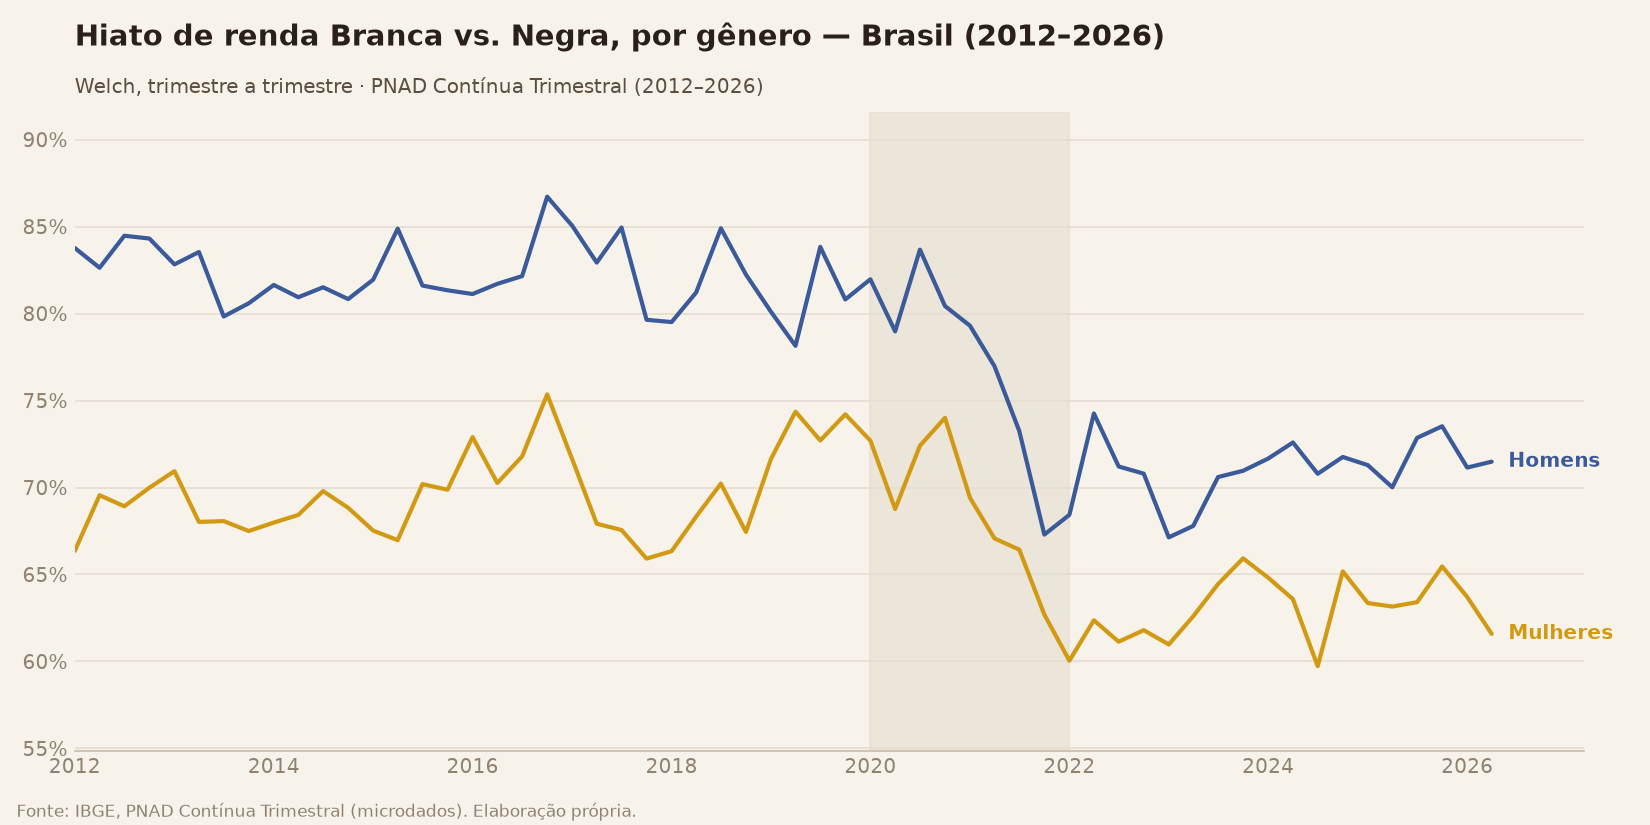 Hiato de renda Branca vs. Negra, por gênero — Brasil (2012–2026)
Welch, trimestre a trimestre · PNAD Contínua Trimestral (2012–2026)
90%
85%
80%
75%
70%
65%
60%
55%
Homens
Mulheres
2012 2014 2016 2018 2020 2022 2024 2026
Fonte: IBGE, PNAD Contínua Trimestral (microdados). Elaboração própria.